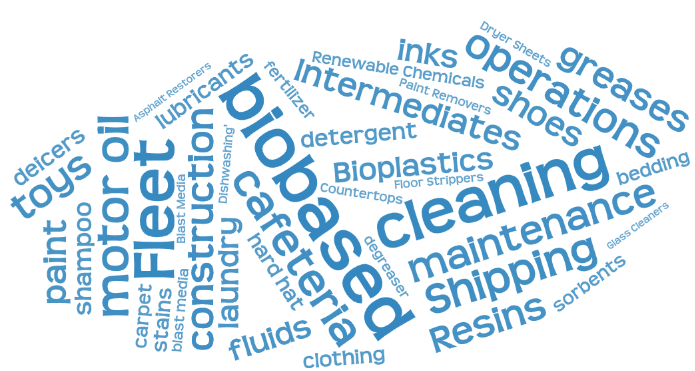 Dryer Sheets
inks
operations
greases
Renewable Chemicals
Asphalt Restorers
lubricants
fertilizer
Intermediates
Paint Removers
shoes
biobased
detergent
deicers
toys
motor oil
Fleet
construction
Dishwashing'
Blast Media
Bioplastics
Floor Strippers
Countertops
cleaning
bedding
cafeteria
maintenance
Glass Cleaners
paint
shampoo
laundry
hard hat
degreaser
Shipping
sorbents
carpet
stains
blast media
fluids
clothing
Resins